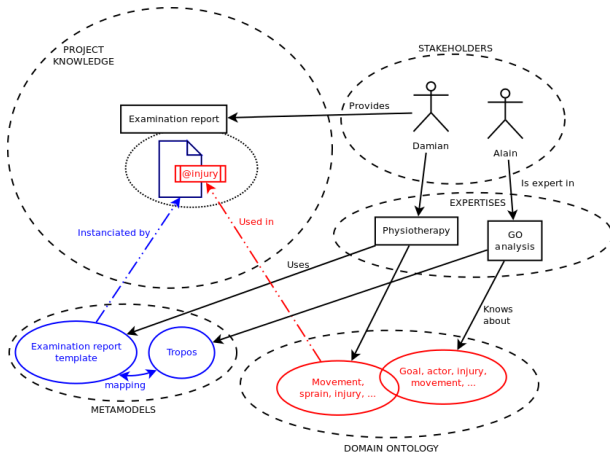 PROJECT
KNOWLEDGE
STAKEHOLDERS
Provides
Examination report
Damian
Alain
@injury
Is expert in
EXPERTISES
Instanciated by
Used in
Physiotherapy
GO
analysis
Uses
Knows
about
Examination report
template
Tropos
mapping
METAMODELS
Movement,
sprain, injury, ...
Goal, actor, injury,
movement, ...
DOMAIN ONTOLOGY